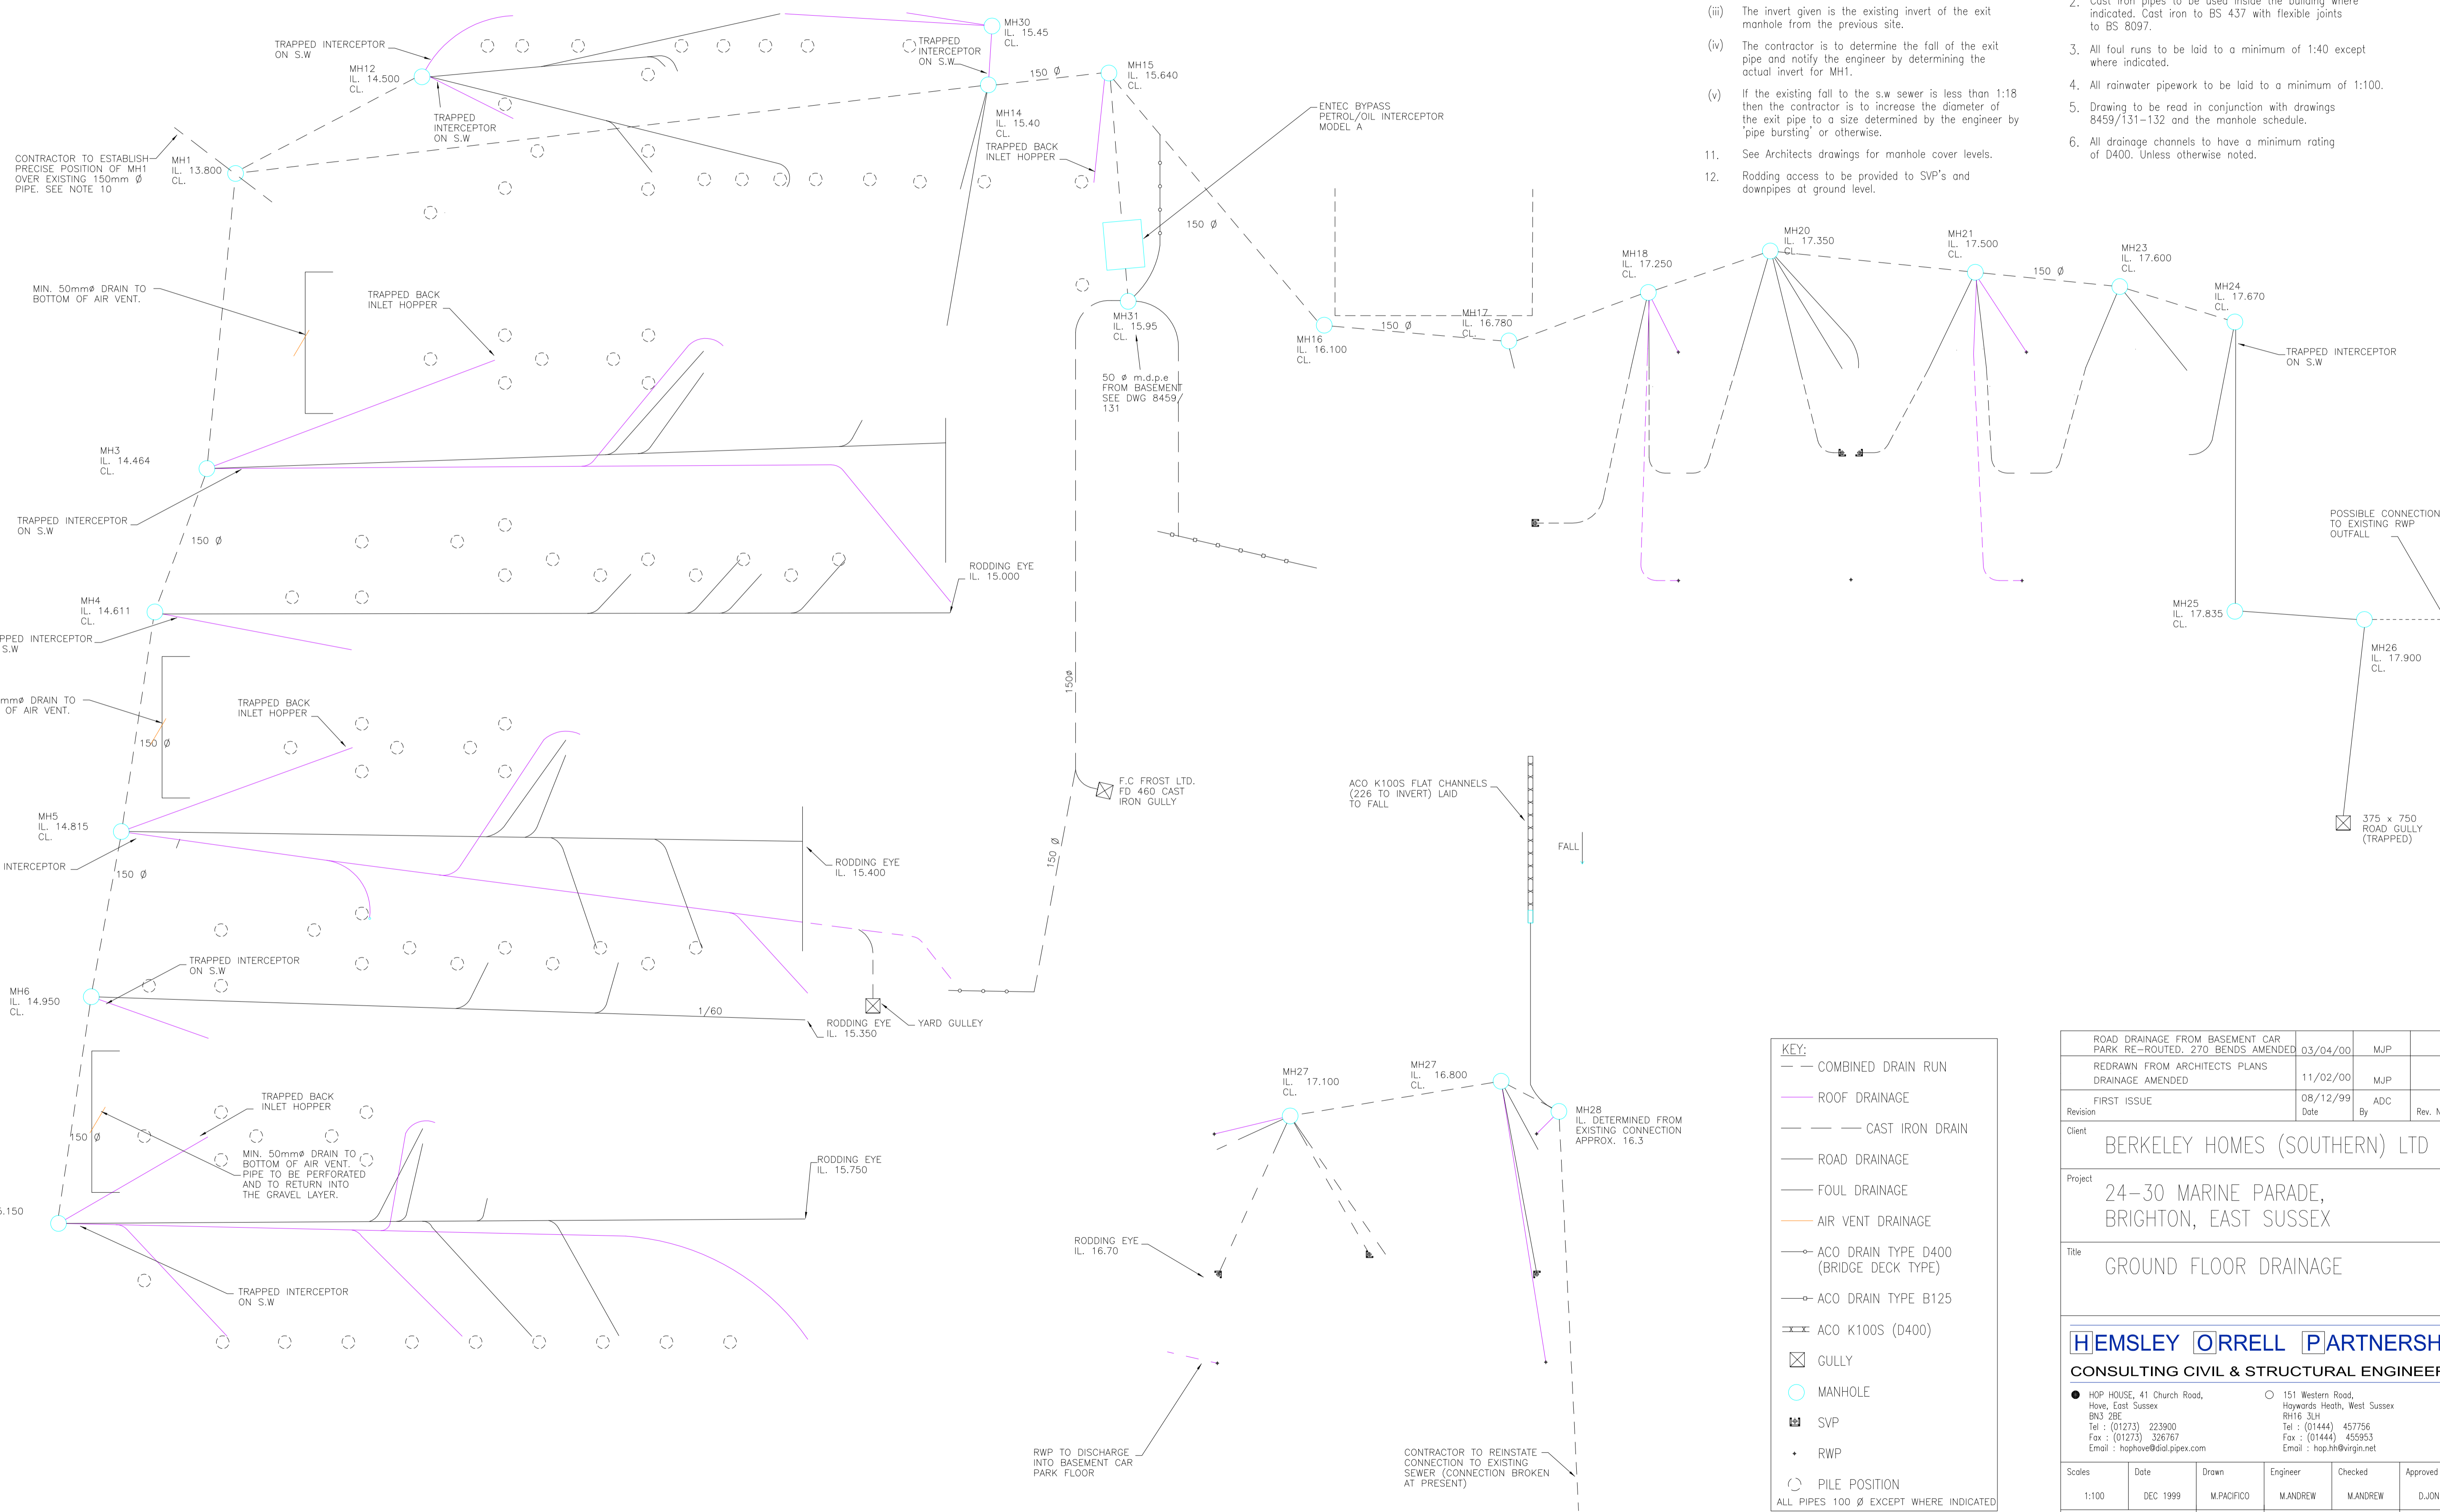 TRAPPED INTERCEPTOR
ON S.W
MH12
IL. 14.500
CL.
TRAPPED
INTERCEPTOR
ON S.W
CONTRACTOR TO ESTABLISH
PRECISE POSITION OF MH1
OVER EXISTING 150mm Ø
PIPE. SEE NOTE 10
MH1
IL. 13.800
CL.
MH30
IL. 15.45
CL.
TRAPPED
INTERCEPTOR
ON S.W
150 Ø
MH15
IL. 15.640
CL.
MH14
IL. 15.40
CL.
TRAPPED BACK
INLET HOPPER
ENTEC BYPASS
PETROL/OIL INTERCEPTOR
MODEL A
150 Ø
(iii) The invert given is the existing invert of the exit
manhole from the previous site.
(iv) The contractor is to determine the fall of the exit
pipe and notify the engineer by determining the
actual invert for MH1.
(v) If the existing fall to the s.w sewer is less than 1:18
then the contractor is to increase the diameter of
the exit pipe to a size determined by the engineer by
'pipe bursting' or otherwise.
11. See Architects drawings for manhole cover levels.
12. Rodding access to be provided to SVP's and
downpipes at ground level.
2. Cast iron pipes to be used inside the building where
indicated. Cast iron to BS 437 with flexible joints
to BS 8097.
3. All foul runs to be laid to a minimum of 1:40 except
where indicated.
4. All rainwater pipework to be laid to a minimum of 1:100.
5. Drawing to be read in conjunction with drawings
8459/131-132 and the manhole schedule.
6. All drainage channels to have a minimum rating
of D400. Unless otherwise noted.
MIN. 50mmø DRAIN TO
BOTTOM OF AIR VENT.
TRAPPED BACK
INLET HOPPER
MH31
IL. 15.95
CL.
50 ø m.d.p.e
FROM BASEMENT
SEE DWG 8459/
131
MH16
IL. 16.100
CL.
150 Ø
MH17
IL. 16.780
CL.
MH18
IL. 17.250
CL.
MH20
IL. 17.350
CL.
MH21
IL. 17.500
CL.
150 Ø
MH23
IL. 17.600
CL.
MH24
IL. 17.670
CL.
TRAPPED INTERCEPTOR
ON S.W
MH3
IL. 14.464
CL.
TRAPPED INTERCEPTOR
ON S.W
150 Ø
RODDING EYE
IL. 15.000
POSSIBLE CONNECTION
TO EXISTING RWP
OUTFALL
MH4
IL. 14.611
CL.
PPED INTERCEPTOR
S.W
MH25
IL. 17.835
CL.
MH26
IL. 17.900
CL.
mmø DRAIN TO
OF AIR VENT.
150 Ø
TRAPPED BACK
INLET HOPPER
150ø
F.C FROST LTD.
FD 460 CAST
IRON GULLY
ACO K100S FLAT CHANNELS
(226 TO INVERT) LAID
TO FALL
FALL
375 x 750
ROAD GULLY
(TRAPPED)
MH5
IL. 14.815
CL.
INTERCEPTOR
150 Ø
RODDING EYE
IL. 15.400
150 Ø
TRAPPED INTERCEPTOR
ON S.W
MH6
IL. 14.950
CL.
1/60
RODDING EYE
IL. 15.350
YARD GULLEY
TRAPPED BACK
INLET HOPPER
150 Ø
MIN. 50mmø DRAIN TO
BOTTOM OF AIR VENT.
PIPE TO BE PERFORATED
AND TO RETURN INTO
THE GRAVEL LAYER.
RODDING EYE
IL. 15.750
5.150
TRAPPED INTERCEPTOR
ON S.W
MH27
IL. 17.100
CL.
MH27
IL. 16.800
CL.
MH28
IL. DETERMINED FROM
EXISTING CONNECTION
APPROX. 16.3
RODDING EYE
IL. 16.70
RWP TO DISCHARGE
INTO BASEMENT CAR
PARK FLOOR
CONTRACTOR TO REINSTATE
CONNECTION TO EXISTING
SEWER (CONNECTION BROKEN
AT PRESENT)
KEY:
COMBINED DRAIN RUN
ROOF DRAINAGE
CAST IRON DRAIN
ROAD DRAINAGE
FOUL DRAINAGE
AIR VENT DRAINAGE
ACO DRAIN TYPE D400
(BRIDGE DECK TYPE)
ACO DRAIN TYPE B125
ACO K100S (D400)
GULLY
MANHOLE
SVP
RWP
PILE POSITION
ALL PIPES 100 Ø EXCEPT WHERE INDICATED
ROAD DRAINAGE FROM BASEMENT CAR
PARK RE-ROUTED. 270 BENDS AMENDED 03/04/00 MJP
REDRAWN FROM ARCHITECTS PLANS
DRAINAGE AMENDED 11/02/00 MJP
FIRST ISSUE 08/12/99 ADC
Revision Date By Rev. N
Client
BERKELEY HOMES (SOUTHERN) LTD
Project
24-30 MARINE PARADE,
BRIGHTON, EAST SUSSEX
Title
GROUND FLOOR DRAINAGE
HEMSLEY ORRELL PARTNERSH
CONSULTING CIVIL & STRUCTURAL ENGINEER
HOP HOUSE, 41 Church Road,
Hove, East Sussex
BN3 2BE
Tel : (01273) 223900
Fax : (01273) 326767
Email : hophove@dial.pipex.com
151 Western Road,
Haywards Heath, West Sussex
RH16 3LH
Tel : (01444) 457756
Fax : (01444) 455953
Email : hop.hh@virgin.net
Scales Date Drawn Engineer Checked Approved
1:100 DEC 1999 M.PACIFICO M.ANDREW M.ANDREW D.JON